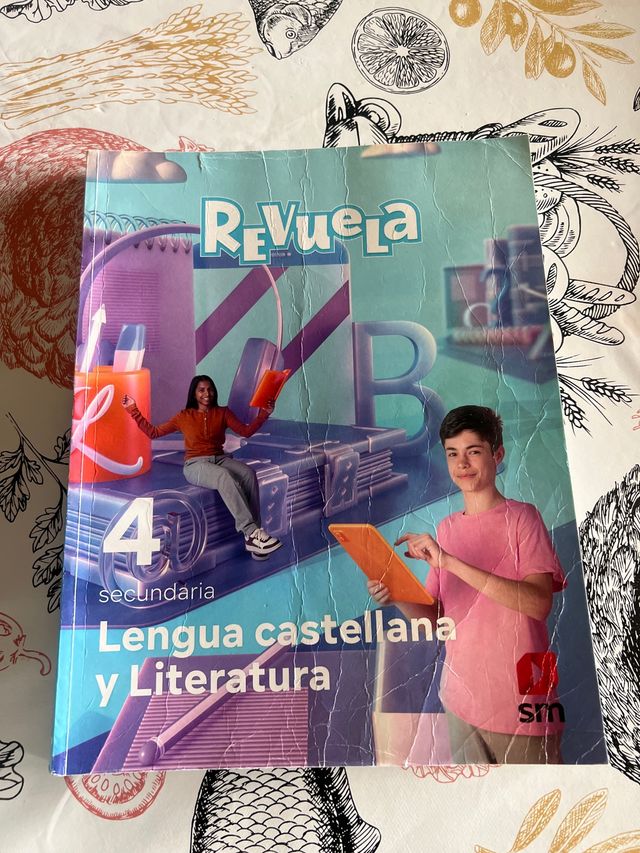 REVUELA
B
4
secundaria
Lengua castellana
y Literatura
sm